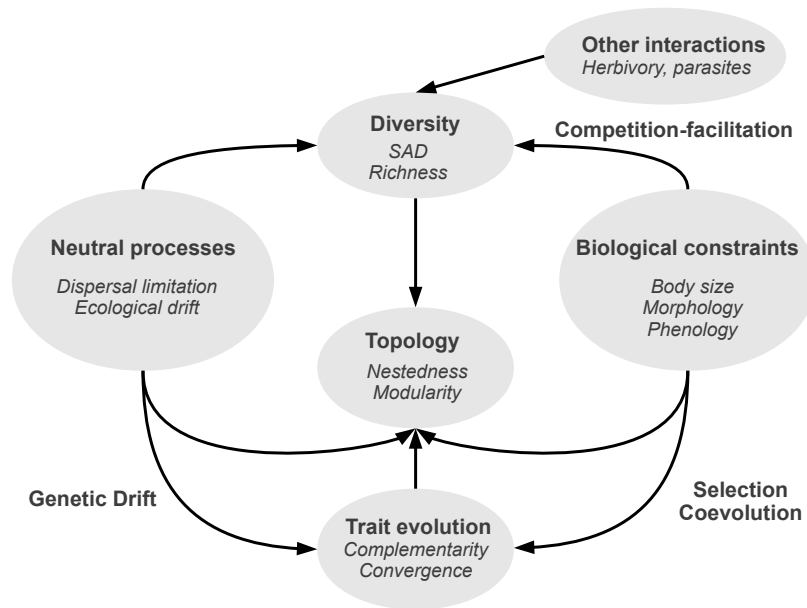 Other interactions
Herbivory, parasites
Diversity
SAD
Richness
Competition-facilitation
Neutral processes
Dispersal limitation
Ecological drift
Biological constraints
Body size
Morphology
Phenology
Topology
Nestedness
Modularity
Genetic Drift
Selection
Coevolution
Trait evolution
Complementarity
Convergence